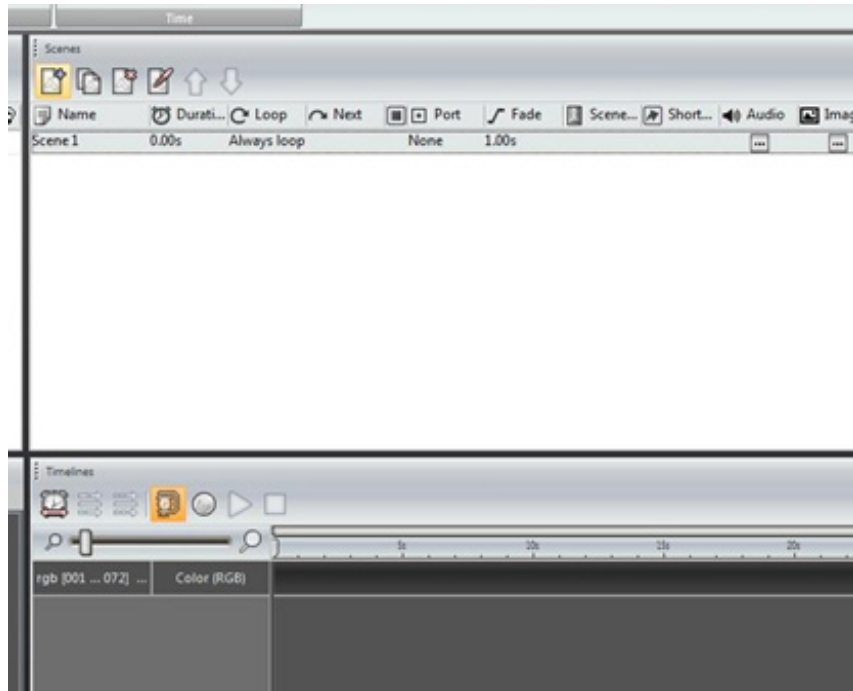 Time
Scenes
Name Durati... Loop Next Port Fade Scene... Short... Audio Imag
Scene 1 0.00s Always loop None 1.00s
Timelines
5s 10s 15s 20s
rgb [001 ... 072] ... Color (RGB)